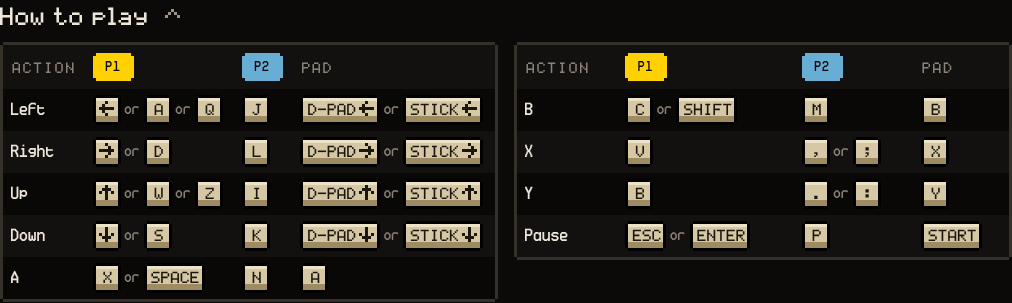 How to play ^
ACTION P1 P2 PAD
Left ← or A or Q J D-PAD← or STICK←
Right → or D L D-PAD→ or STICK→
Up ↑ or W or Z I D-PAD↑ or STICK↑
Down ↓ or S K D-PAD↓ or STICK↓
A X or SPACE N A
ACTION P1 P2 PAD
B C or SHIFT M B
X V , or ; X
Y B . or : Y
Pause ESC or ENTER P START